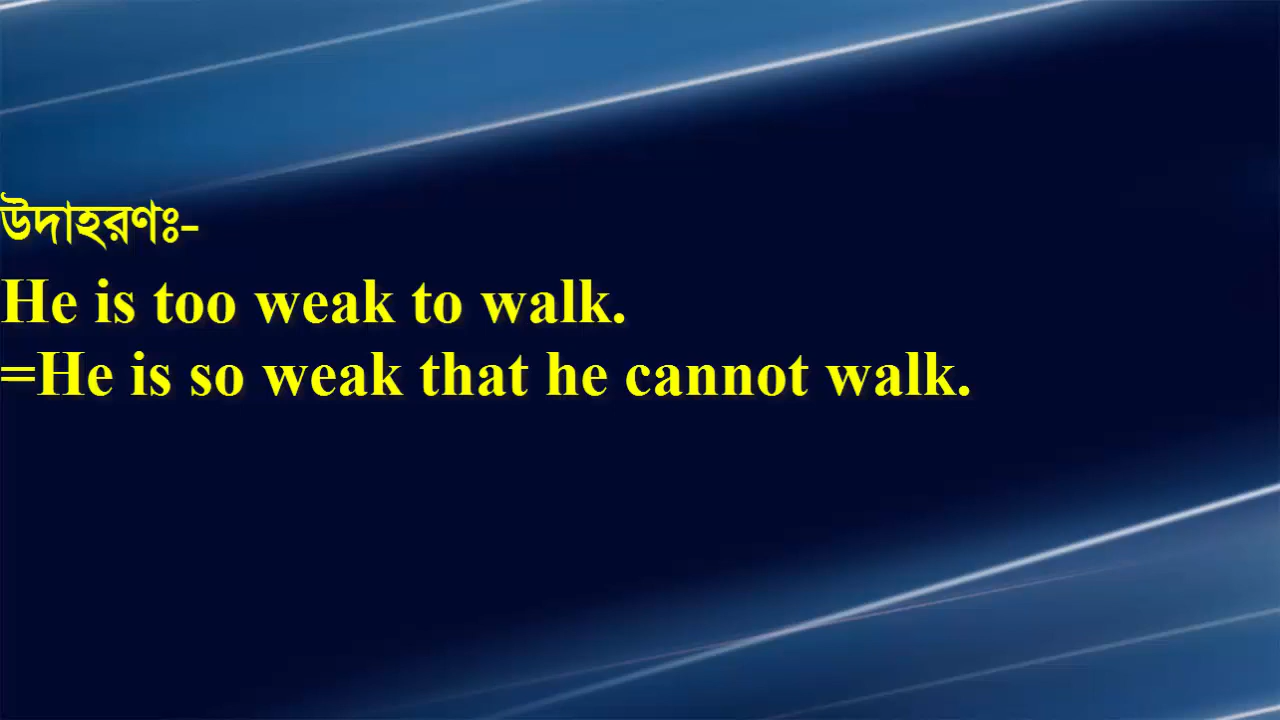 উদাহরণঃ-
He is too weak to walk.
=He is so weak that he cannot walk.